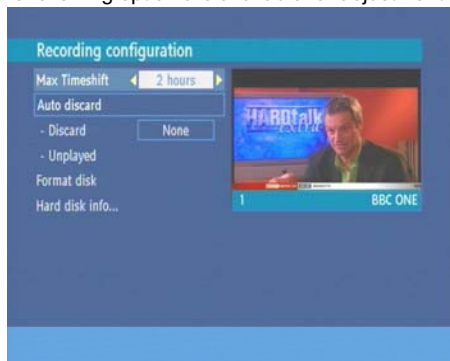 Recording configuration
Max Timeshift 2 hours
Auto discard
- Discard None
- Unplayed
Format disk
Hard disk info...
HARDtalk
Extra
1 BBC ONE